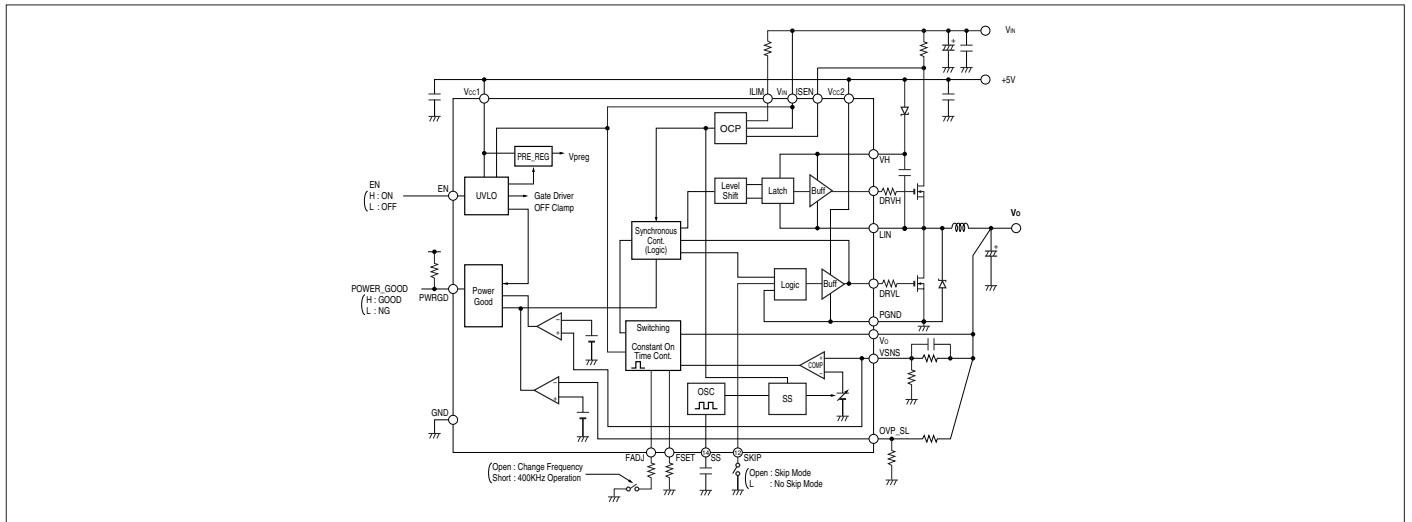 VIN
+5V
VCC1
ILIM
VIN
ISEN
VCC2
OCP
PRE_REG
Vpreg
VH
EN
H : ON
L : OFF
EN
UVLO
Gate Driver
OFF Clamp
Level
Shift
Latch
Buff
DRVH
LIN
Vo
Synchronous
Cont.
(Logic)
POWER_GOOD
H : GOOD
L : NG
PWRGD
Power
Good
Logic
Buff
DRVL
PGND
Switching
Constant On
Time Cont.
Vo
VSNS
COMP
OSC
SS
GND
OVP_SL
FADJ
FSET
14
SS
12
SKIP
Open : Change Frequency
Short : 400KHz Operation
Open : Skip Mode
L : No Skip Mode